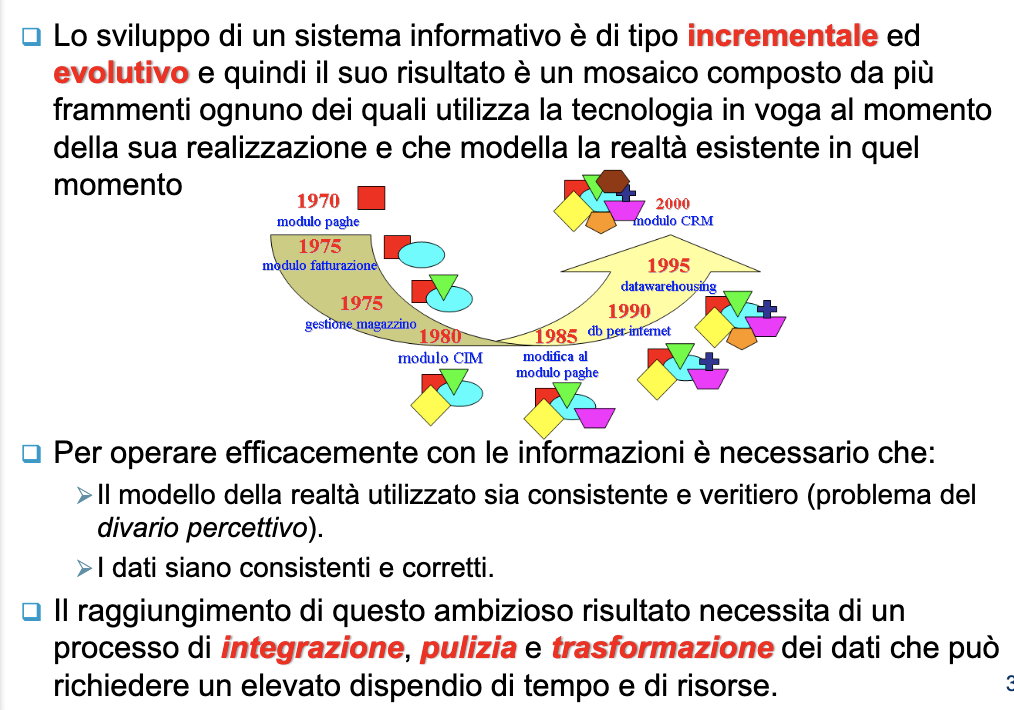 Lo sviluppo di un sistema informativo è di tipo incrementale ed
evolutivo e quindi il suo risultato è un mosaico composto da più
frammenti ognuno dei quali utilizza la tecnologia in voga al momento
della sua realizzazione e che modella la realtà esistente in quel
momento
1970
modulo paghe
1975
modulo fatturazione
1975
gestione magazzino
1980
modulo CIM
1985
modifica al
modulo paghe
1990
db per internet
1995
datawarehousing
2000
modulo CRM
Per operare efficacemente con le informazioni è necessario che:
Il modello della realtà utilizzato sia consistente e veritiero (problema del
divario percettivo).
I dati siano consistenti e corretti.
Il raggiungimento di questo ambizioso risultato necessita di un
processo di integrazione, pulizia e trasformazione dei dati che può
richiedere un elevato dispendio di tempo e di risorse.
3